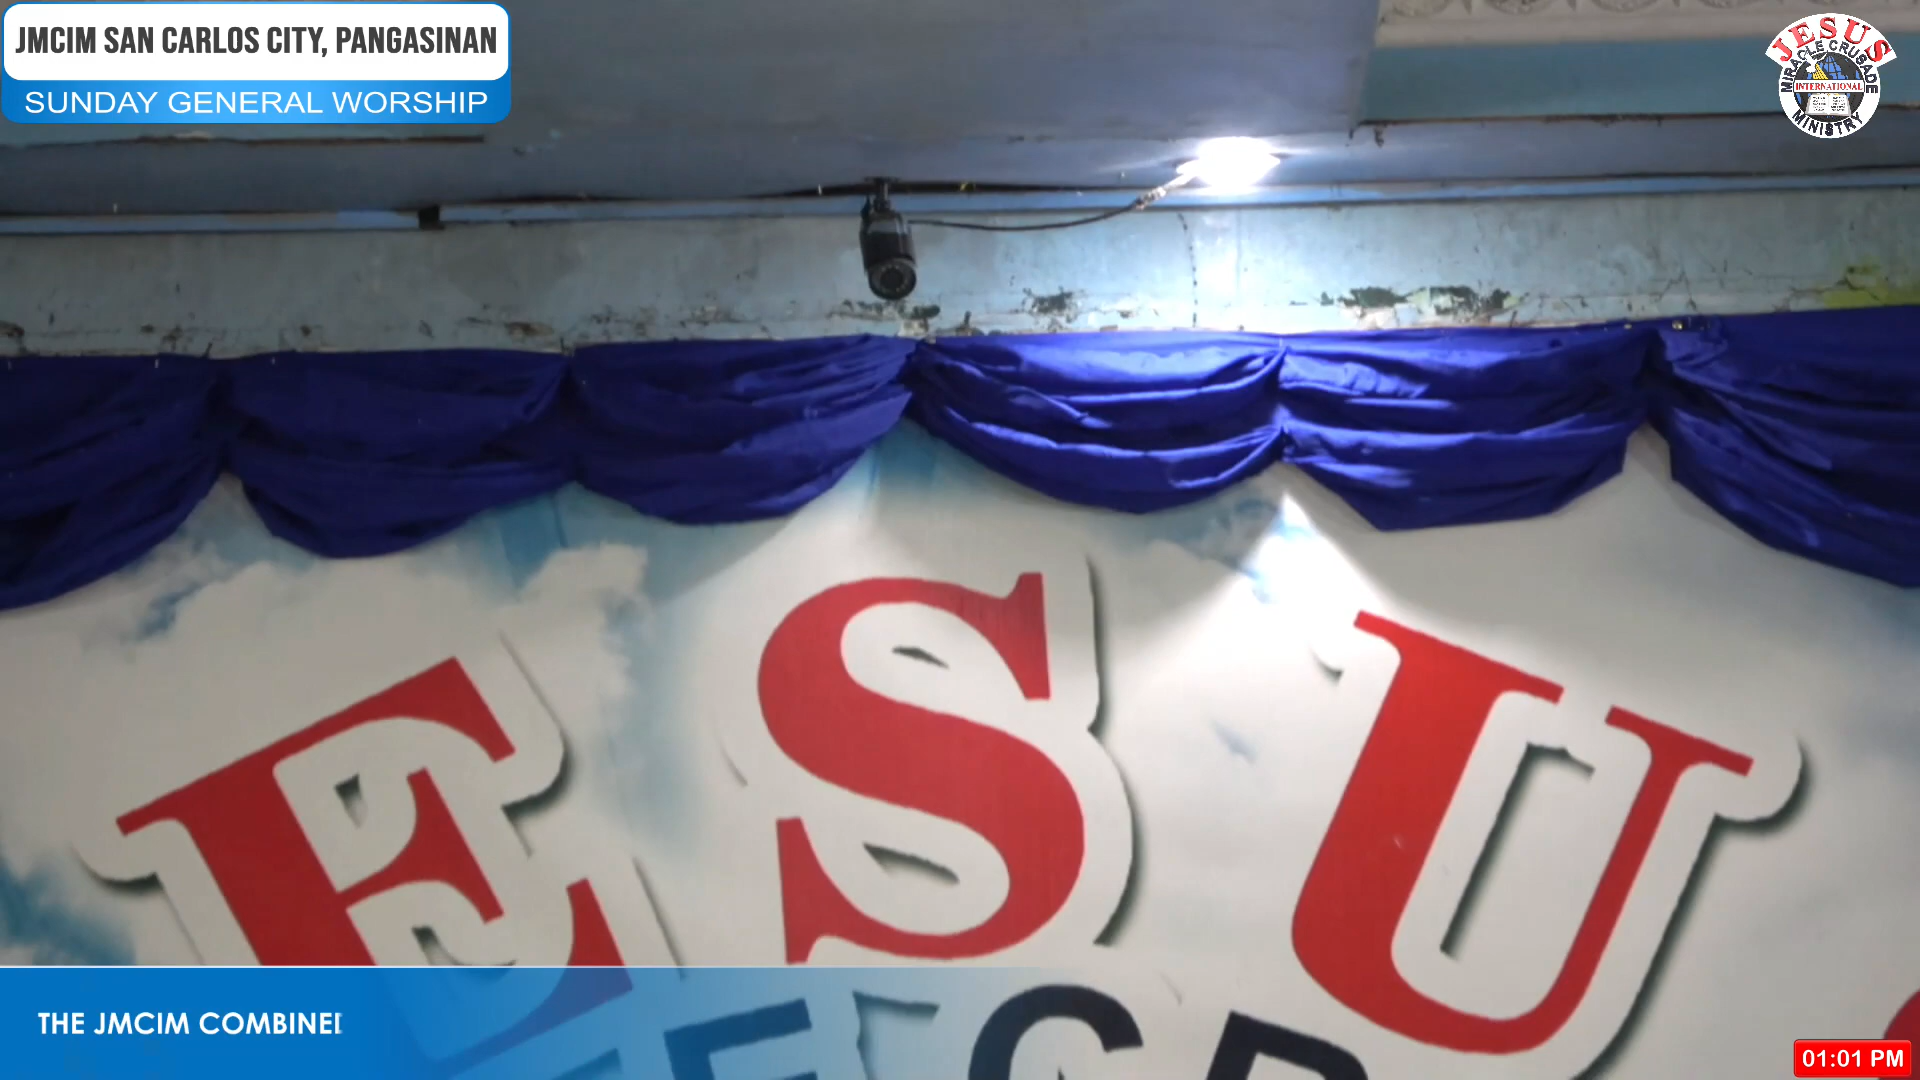 JMCIM SAN CARLOS CITY, PANGASINAN
SUNDAY GENERAL WORSHIP
JESUS
MIRACLE CRUSADE
INTERNATIONAL
MINISTRY
ESU
THE JMCIM COMBINED
01:01 PM